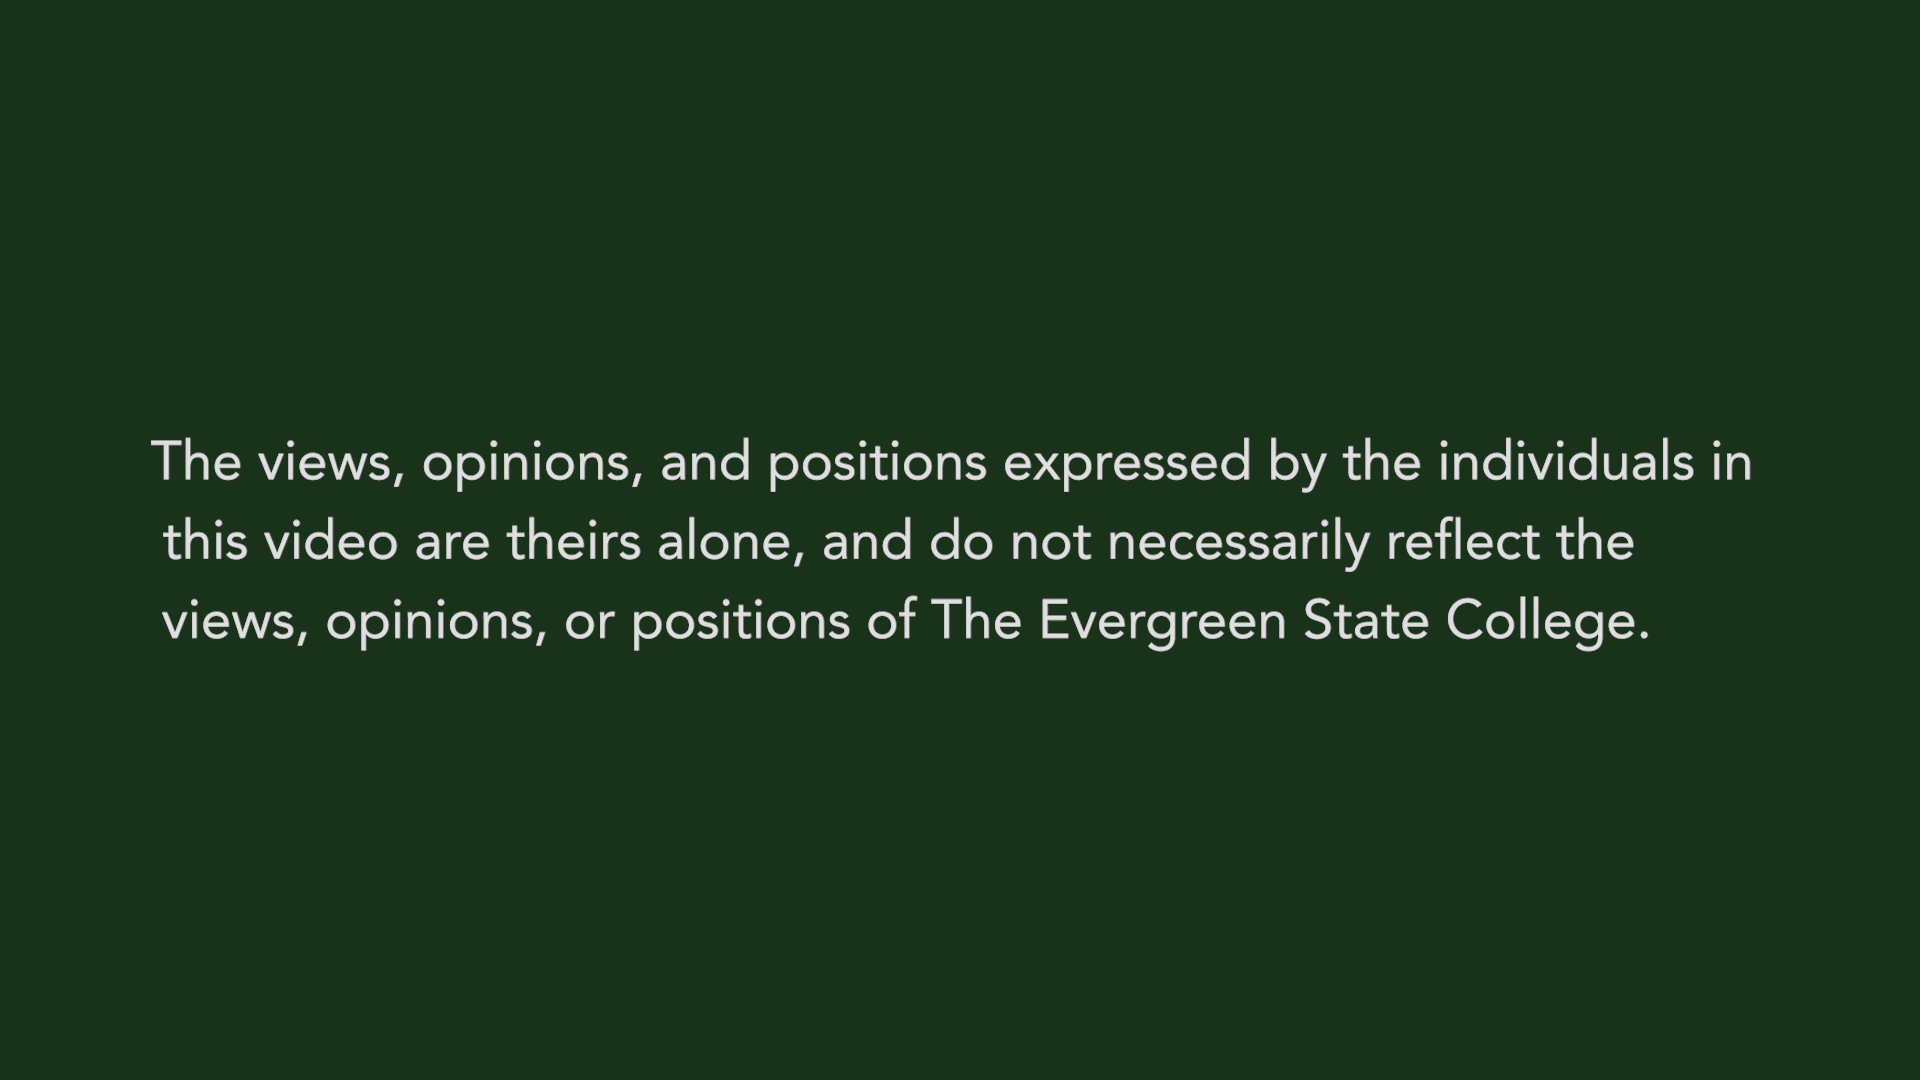 The views, opinions, and positions expressed by the individuals in
this video are theirs alone, and do not necessarily reflect the
views, opinions, or positions of The Evergreen State College.